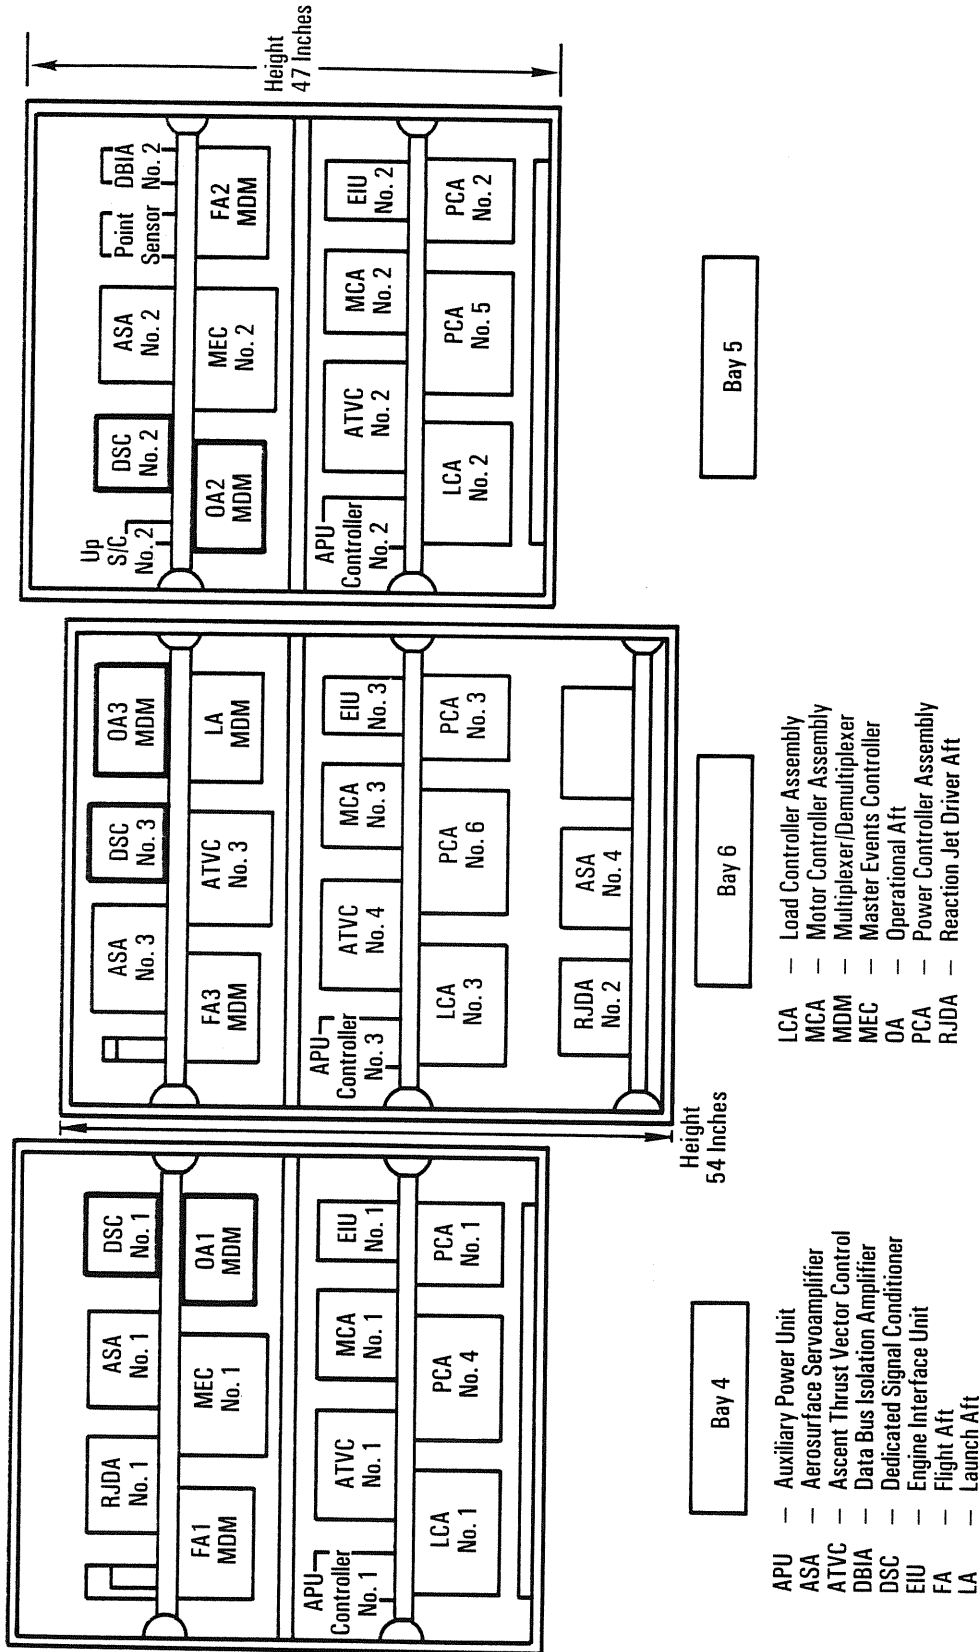 RJDA
No. 1
ASA
No. 1
DSC
No. 1
FA1
MDM
MEC
No. 1
OA1
MDM
APU
Controller
No. 1
ATVC
No. 1
MCA
No. 1
EIU
No. 1
LCA
No. 1
PCA
No. 4
PCA
No. 1
Bay 4
Height
54 Inches
ASA
No. 3
DSC
No. 3
OA3
MDM
FA3
MDM
ATVC
No. 3
LA
MDM
APU
Controller
No. 3
ATVC
No. 4
MCA
No. 3
EIU
No. 3
LCA
No. 3
PCA
No. 6
PCA
No. 3
RJDA
No. 2
ASA
No. 4
Bay 6
Up
S/C
No. 2
DSC
No. 2
ASA
No. 2
Point
Sensor
DBIA
No. 2
OA2
MDM
MEC
No. 2
FA2
MDM
APU
Controller
No. 2
ATVC
No. 2
MCA
No. 2
EIU
No. 2
LCA
No. 2
PCA
No. 5
PCA
No. 2
Height
47 Inches
Bay 5
APU — Auxiliary Power Unit
ASA — Aerosurface Servoamplifier
ATVC — Ascent Thrust Vector Control
DBIA — Data Bus Isolation Amplifier
DSC — Dedicated Signal Conditioner
EIU — Engine Interface Unit
FA — Flight Aft
LA — Launch Aft
LCA — Load Controller Assembly
MCA — Motor Controller Assembly
MDM — Multiplexer/Demultiplexer
MEC — Master Events Controller
OA — Operational Aft
PCA — Power Controller Assembly
RJDA — Reaction Jet Driver Aft